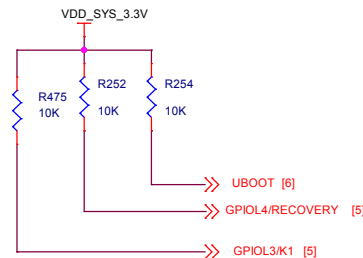 VDD_SYS_3.3V
R475
10K
R252
10K
R254
10K
UBOOT [6]
GPIOL4/RECOVERY [5]
GPIOL3/K1 [5]